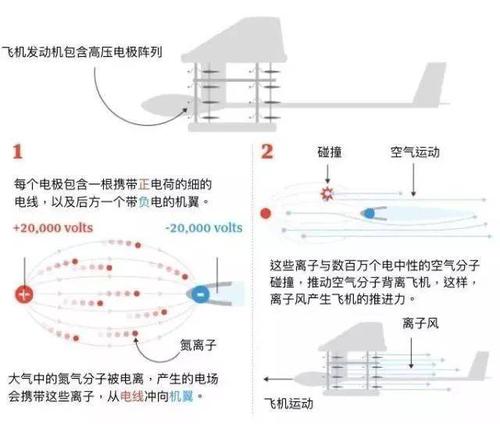 飞机发动机包含高压电极阵列
1
每个电极包含一根携带正电荷的细的
电线，以及后方一个带负电的机翼。
+20,000 volts
-20,000 volts
+
-
氮离子
大气中的氮气分子被电离，产生的电场
会携带这些离子，从电线冲向机翼。
2
碰撞
空气运动
这些离子与数百万个电中性的空气分子
碰撞，推动空气分子背离飞机，这样，
离子风产生飞机的推进力。
离子风
飞机运动